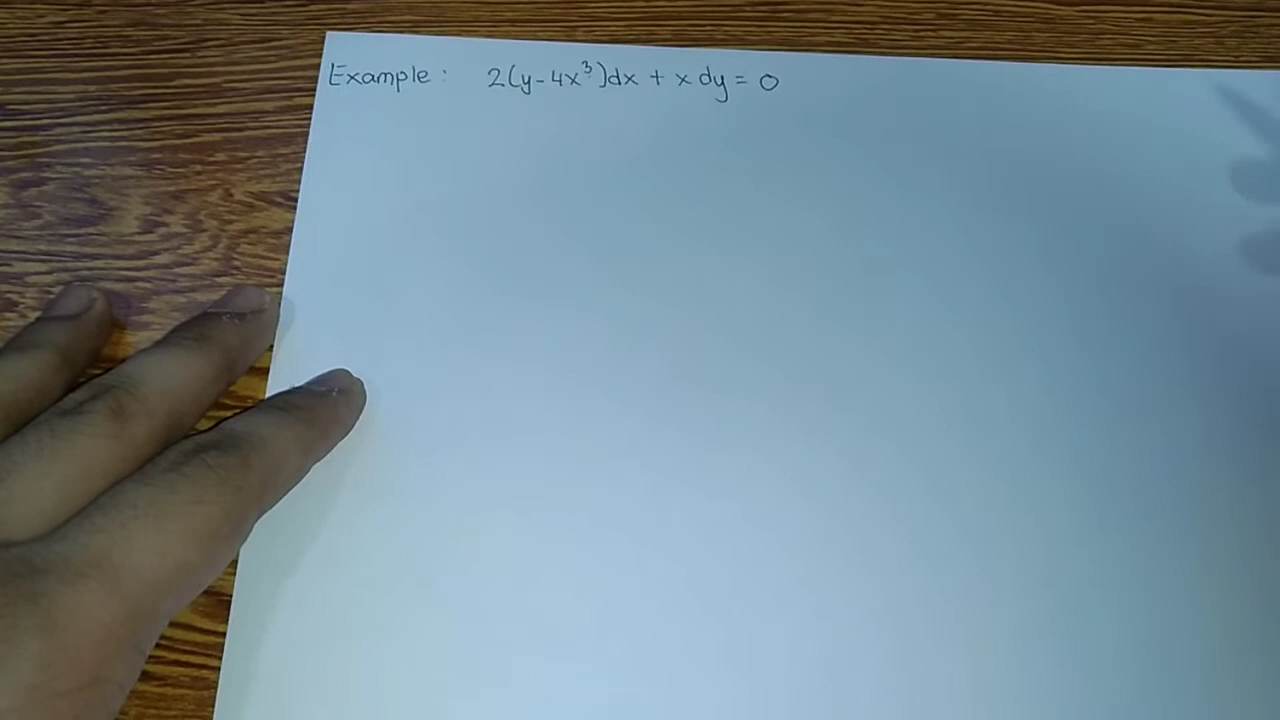 Example : 2(y-4x³)dx + x dy = 0